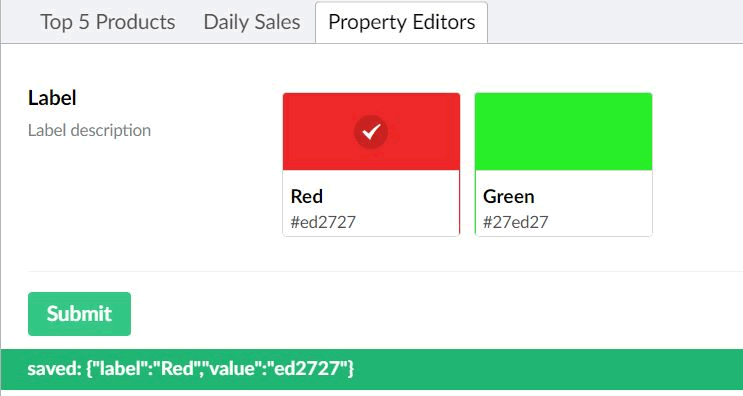 Top 5 Products Daily Sales Property Editors
Label
Label description
Red
#ed2727
Green
#27ed27
Submit
saved: {"label":"Red""value":"ed2727"}